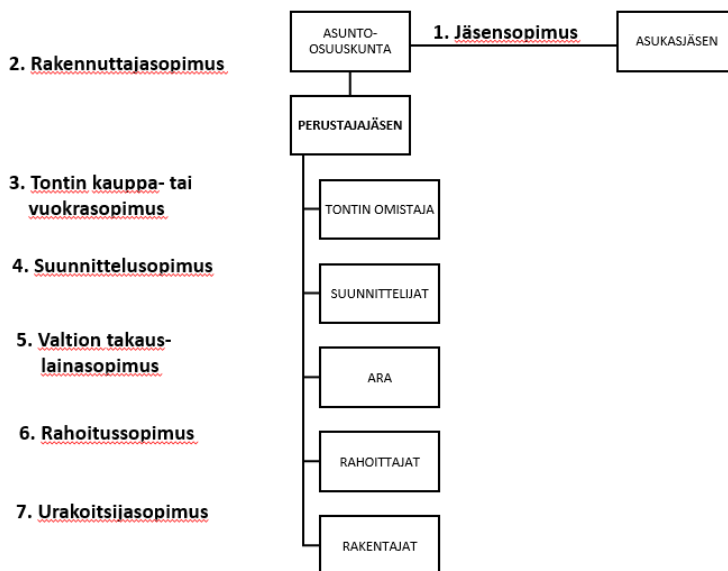 ASUNTO-
OSUUSKUNTA
1. Jäsensopimus
ASUKASJÄSEN
2. Rakennuttajasopimus
PERUSTAJAJÄSEN
3. Tontin kauppa- tai
vuokrasopimus
TONTIN OMISTAJA
4. Suunnittelusopimus
SUUNNITTELIJAT
5. Valtion takaus-
lainasopimus
ARA
6. Rahoitussopimus
RAHOITTAJAT
7. Urakoitsijasopimus
RAKENTAJAT